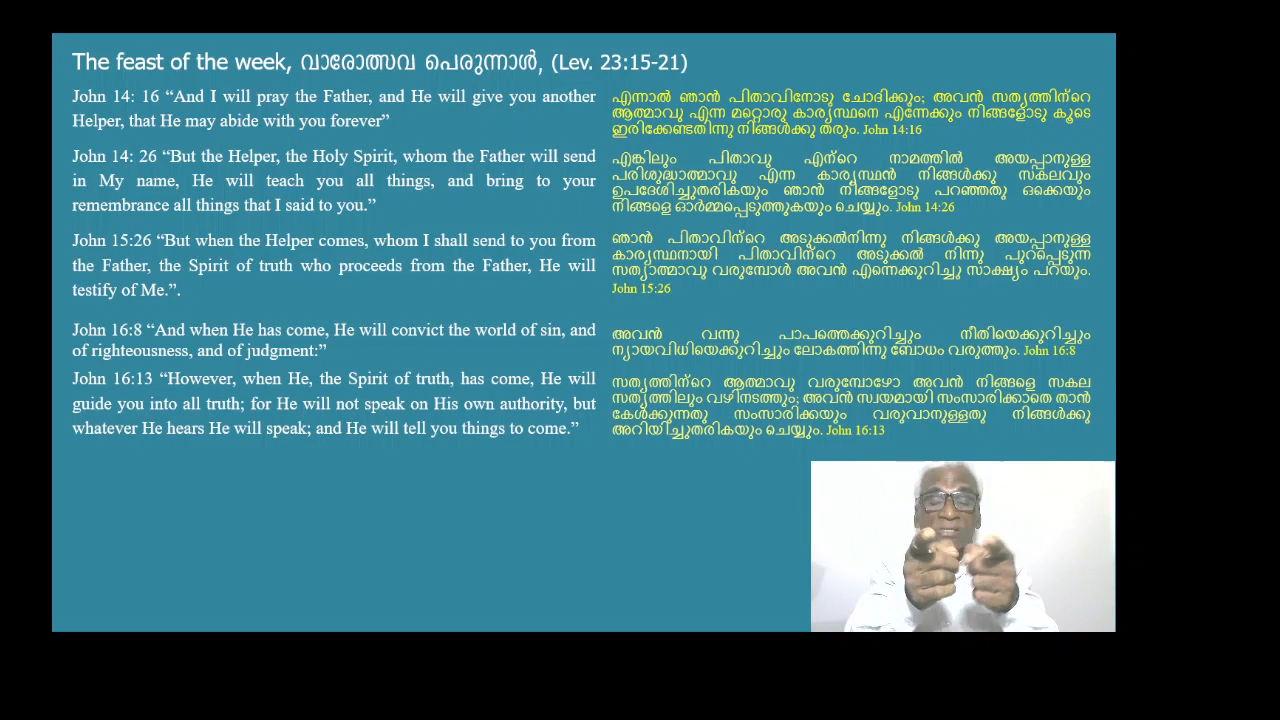 The feast of the week, വാരോത്സവ പെരുന്നാൾ, (Lev. 23:15-21)
John 14: 16 “And I will pray the Father, and He will give you another
Helper, that He may abide with you forever”
John 14: 26 “But the Helper, the Holy Spirit, whom the Father will send
in My name, He will teach you all things, and bring to your
remembrance all things that I said to you.”
John 15:26 “But when the Helper comes, whom I shall send to you from
the Father, the Spirit of truth who proceeds from the Father, He will
testify of Me.”.
John 16:8 “And when He has come, He will convict the world of sin, and
of righteousness, and of judgment:”
John 16:13 “However, when He, the Spirit of truth, has come, He will
guide you into all truth; for He will not speak on His own authority, but
whatever He hears He will speak; and He will tell you things to come.”
എന്നാൽ ഞാൻ പിതാവിനോടു ചോദിക്കും; അവൻ സത്യത്തിന്റെ
ആത്മാവു എന്ന മറ്റൊരു കാര്യസ്ഥനെ എന്നേക്കും നിങ്ങളോടു കൂടെ
ഇരിക്കേണ്ടതിന്നു നിങ്ങൾക്കു തരും. John 14:16
എങ്കിലും പിതാവു എന്റെ നാമത്തിൽ അയപ്പാനുള്ള
പരിശുദ്ധാത്മാവു എന്ന കാര്യസ്ഥൻ നിങ്ങൾക്കു സകലവും
ഉപദേശിച്ചുതരികയും ഞാൻ നിങ്ങളോടു പറഞ്ഞതു ഒക്കെയും
നിങ്ങളെ ഓർമ്മപ്പെടുത്തുകയും ചെയ്യും. John 14:26
ഞാൻ പിതാവിന്റെ അടുക്കൽനിന്നു നിങ്ങൾക്കു അയപ്പാനുള്ള
കാര്യസ്ഥനായി പിതാവിന്റെ അടുക്കൽ നിന്നു പുറപ്പെടുന്ന
സത്യാത്മാവു വരുമ്പോൾ അവൻ എന്നെക്കുറിച്ചു സാക്ഷ്യം പറയും.
John 15:26
അവൻ വന്നു പാപത്തെക്കുറിച്ചും നീതിയെക്കുറിച്ചും
ന്യായവിധിയെക്കുറിച്ചും ലോകത്തിന്നു ബോധം വരുത്തും. John 16:8
സത്യത്തിന്റെ ആത്മാവു വരുമ്പോഴോ അവൻ നിങ്ങളെ സകല
സത്യത്തിലും വഴിനടത്തും; അവൻ സ്വയമായി സംസാരിക്കാതെ താൻ
കേൾക്കുന്നതു സംസാരിക്കയും വരുവാനുള്ളതു നിങ്ങൾക്കു
അറിയിച്ചുതരികയും ചെയ്യും. John 16:13